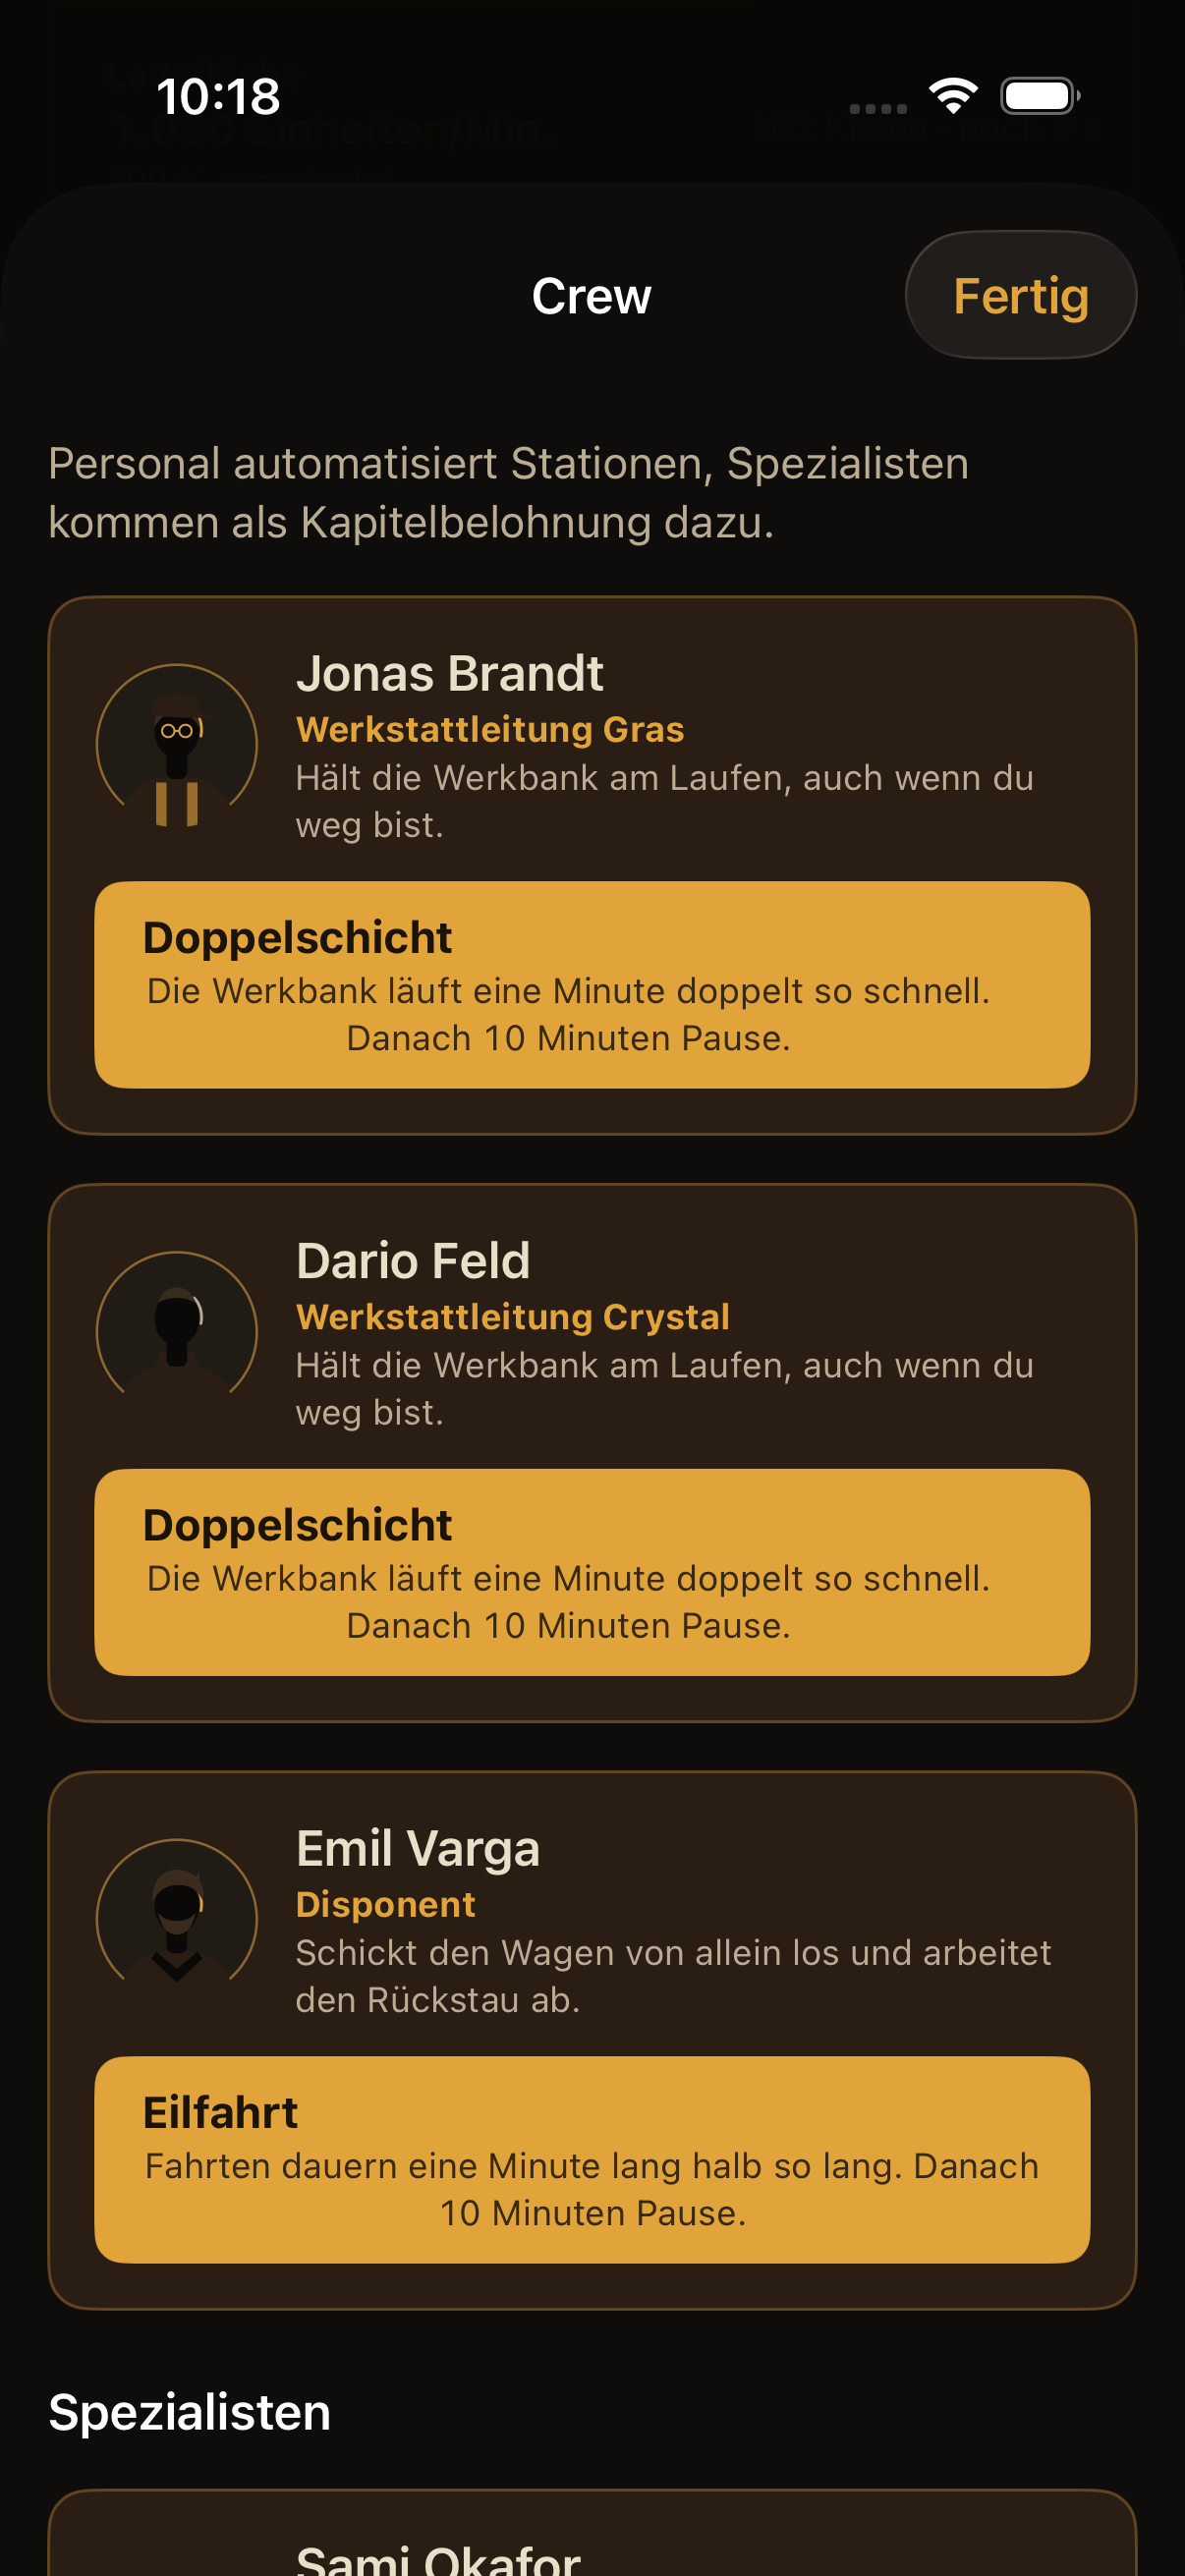 10:18
Crew
Fertig
Personal automatisiert Stationen, Spezialisten
kommen als Kapitelbelohnung dazu.
Jonas Brandt
Werkstattleitung Gras
Hält die Werkbank am Laufen, auch wenn du
weg bist.
Doppelschicht
Die Werkbank läuft eine Minute doppelt so schnell.
Danach 10 Minuten Pause.
Dario Feld
Werkstattleitung Crystal
Hält die Werkbank am Laufen, auch wenn du
weg bist.
Doppelschicht
Die Werkbank läuft eine Minute doppelt so schnell.
Danach 10 Minuten Pause.
Emil Varga
Disponent
Schickt den Wagen von allein los und arbeitet
den Rückstau ab.
Eilfahrt
Fahrten dauern eine Minute lang halb so lang. Danach
10 Minuten Pause.
Spezialisten
Sami Okafor